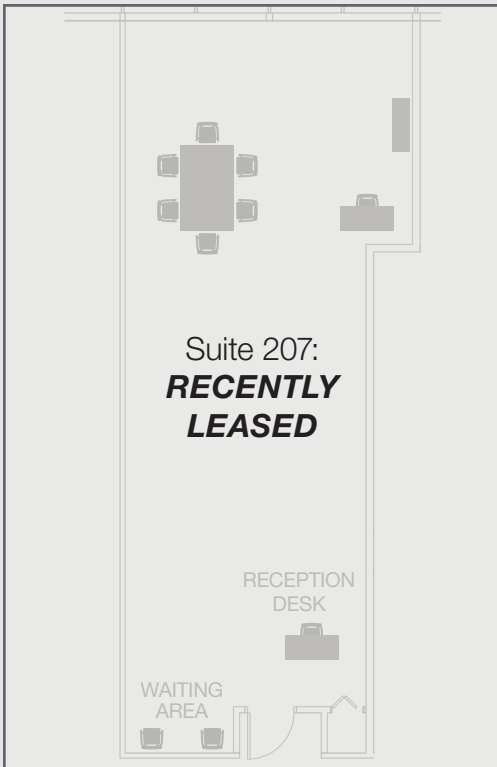 Suite 207:
RECENTLY
LEASED
RECEPTION
DESK
WAITING
AREA